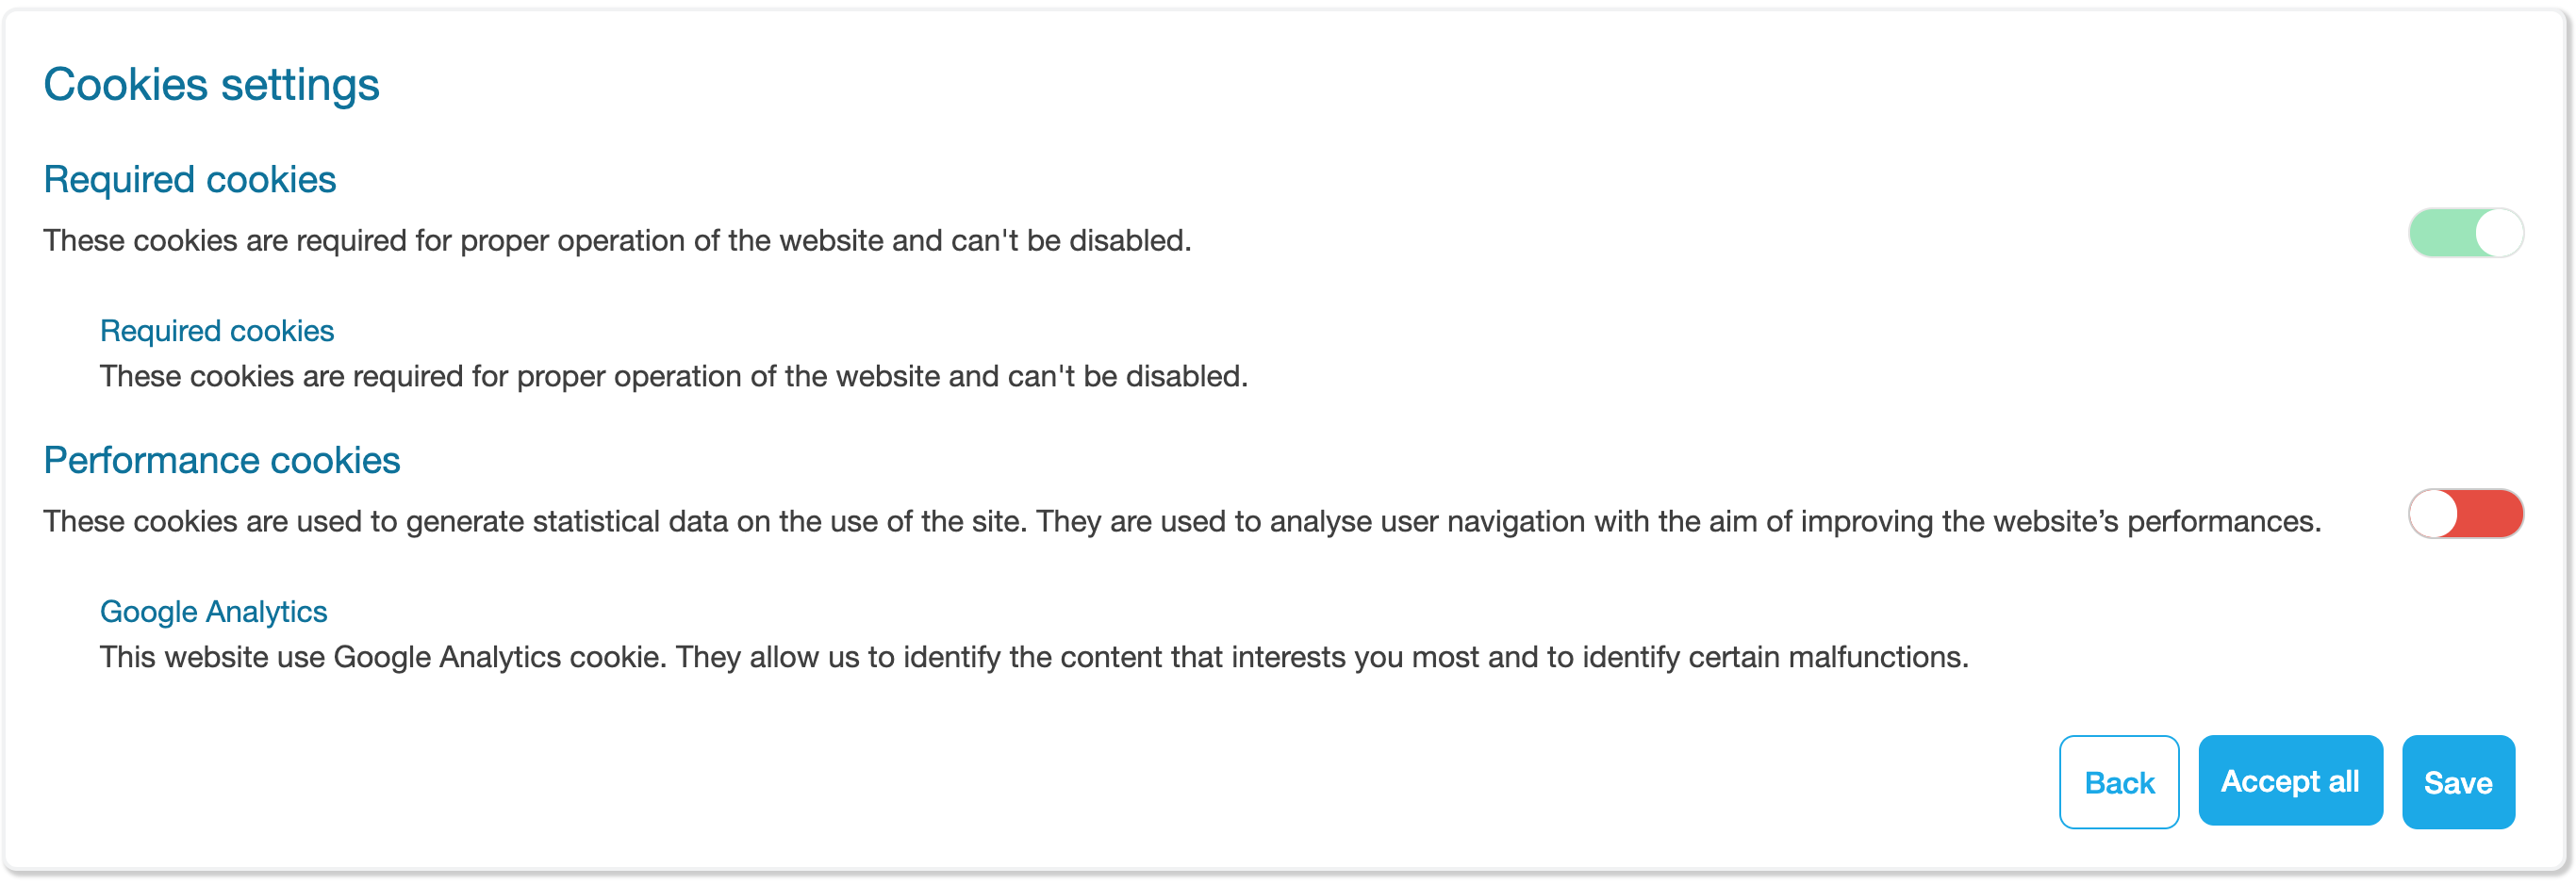 Cookies settings
Required cookies
These cookies are required for proper operation of the website and can't be disabled.
Required cookies
These cookies are required for proper operation of the website and can't be disabled.
Performance cookies
These cookies are used to generate statistical data on the use of the site. They are used to analyse user navigation with the aim of improving the website’s performances.
Google Analytics
This website use Google Analytics cookie. They allow us to identify the content that interests you most and to identify certain malfunctions.
Back
Accept all
Save